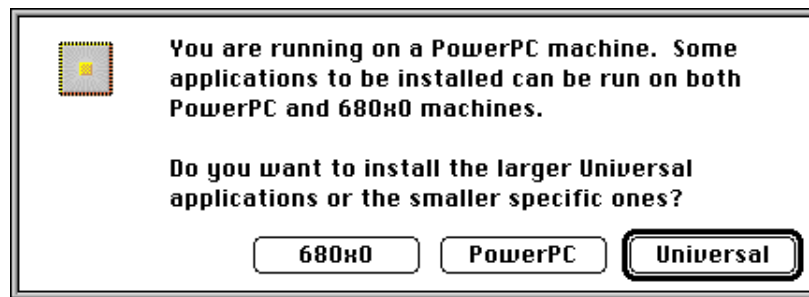 You are running on a PowerPC machine.  Some
applications to be installed can be run on both
PowerPC and 680x0 machines.
Do you want to install the larger Universal
applications or the smaller specific ones?
680x0 PowerPC Universal